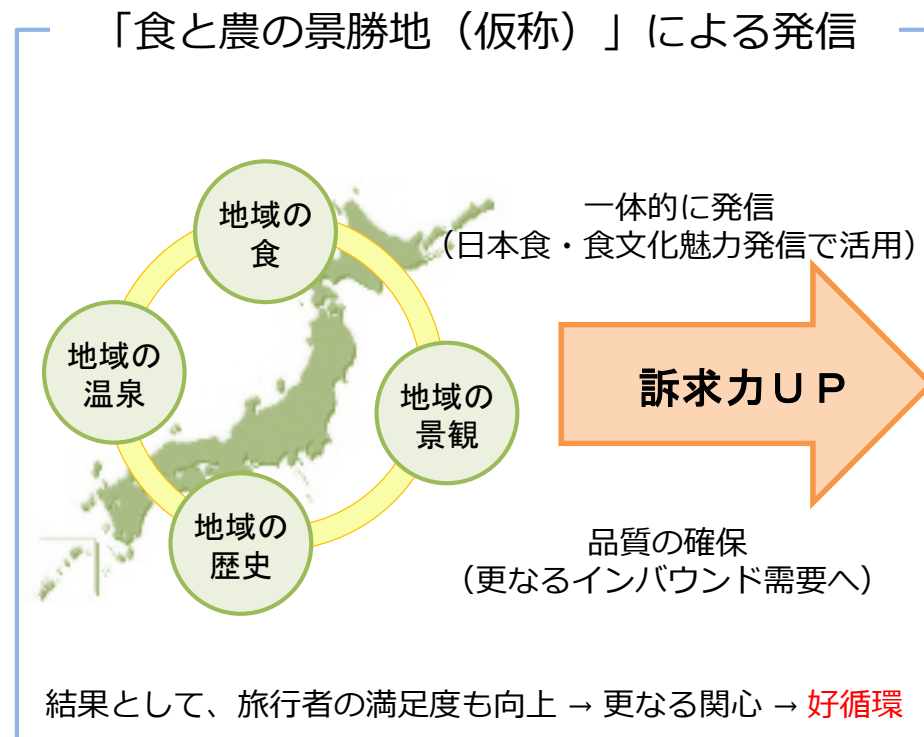 「食と農の景勝地（仮称）」による発信
地域の
食
一体的に発信
（日本食・食文化魅力発信で活用）
地域の
温泉
地域の
景観
訴求力ＵＰ
地域の
歴史
品質の確保
（更なるインバウンド需要へ）
結果として、旅行者の満足度も向上 → 更なる関心 → 好循環